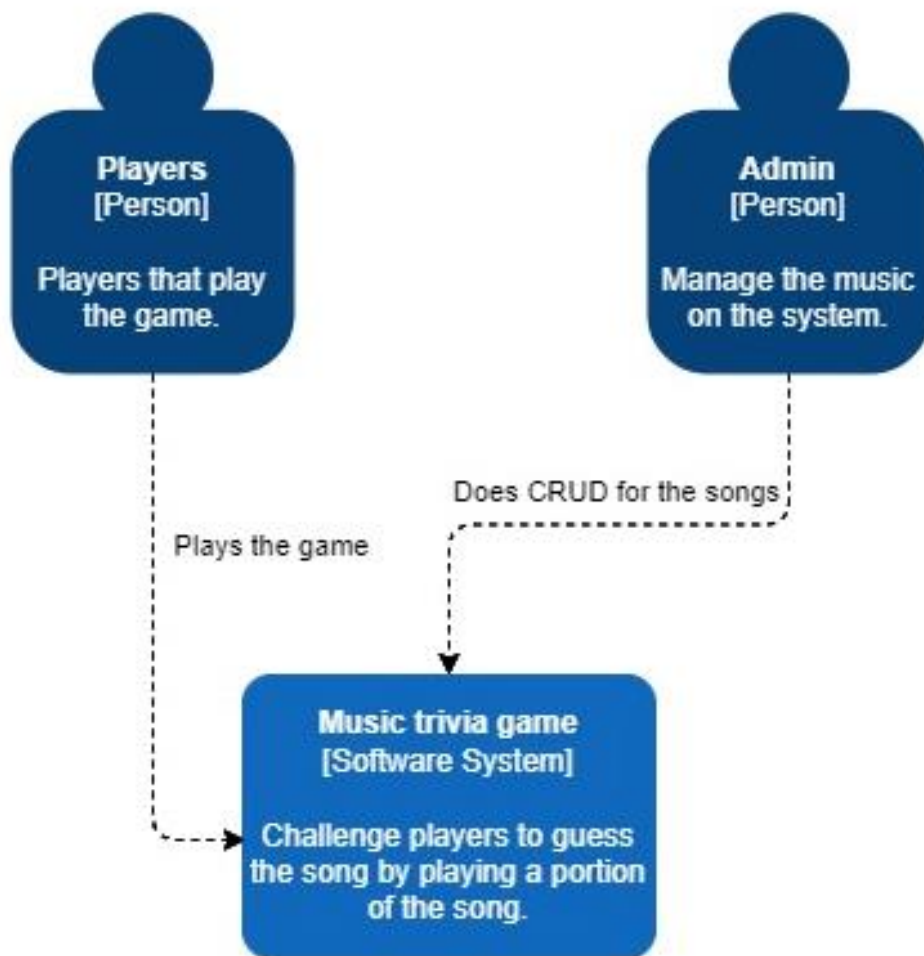 Players
[Person]
Players that play
the game.
Admin
[Person]
Manage the music
on the system.
Does CRUD for the songs
Plays the game
Music trivia game
[Software System]
Challenge players to guess
the song by playing a portion
of the song.